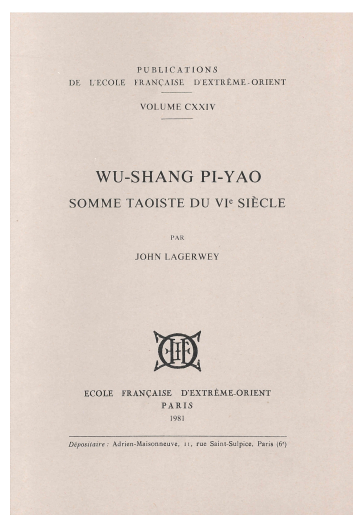 PUBLICATIONS
DE L'ECOLE FRANÇAISE D'EXTRÊME-ORIENT
VOLUME CXXIV
WU-SHANG PI-YAO
SOMME TAOISTE DU VIe SIÈCLE
PAR
JOHN LAGERWEY
ECOLE FRANÇAISE D'EXTRÊME-ORIENT
PARIS
1981
Dépositaire : Adrien-Maisonneuve, 11, rue Saint-Sulpice, Paris (6e)